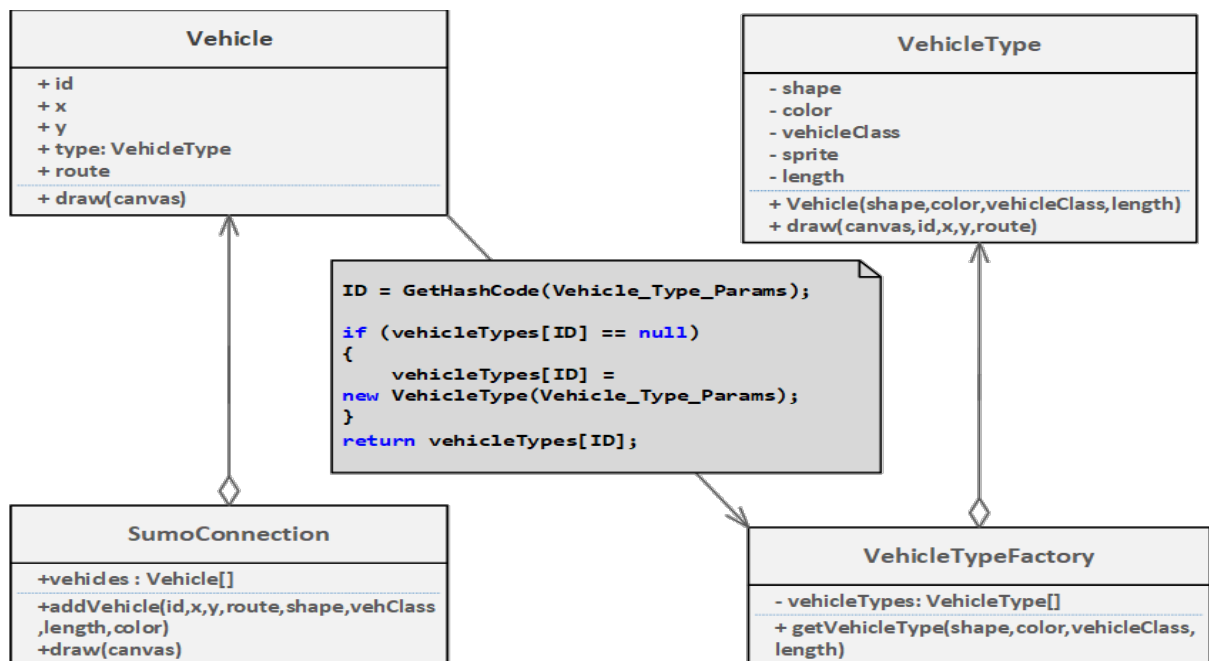 Vehicle
+ id
+ x
+ y
+ type: VehicleType
+ route
+ draw(canvas)
VehicleType
- shape
- color
- vehicleClass
- sprite
- length
+ Vehicle(shape,color,vehicleClass,length)
+ draw(canvas,id,x,y,route)
ID = GetHashCode(Vehicle_Type_Params);
if (vehicleTypes[ID] == null)
{
vehicleTypes[ID] =
new VehicleType(Vehicle_Type_Params);
}
return vehicleTypes[ID];
SumoConnection
+vehicles : Vehicle[]
+addVehicle(id,x,y,route,shape,vehClass
,length,color)
+draw(canvas)
VehicleTypeFactory
- vehicleTypes: VehicleType[]
+ getVehicleType(shape,color,vehicleClass,
length)